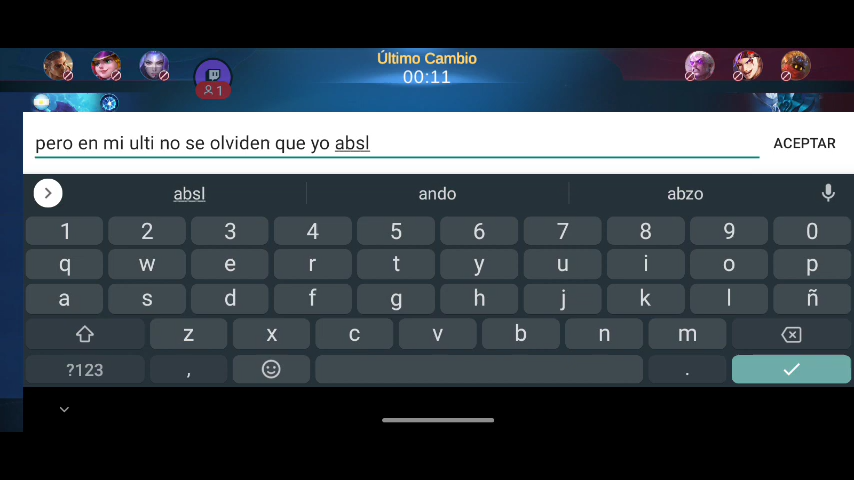 Último Cambio
00:11
1
pero en mi ulti no se olviden que yo absl
ACEPTAR
absl ando abzo
1 2 3 4 5 6 7 8 9 0
q w e r t y u i o p
a s d f g h j k l ñ
z x c v b n m
?123 , .